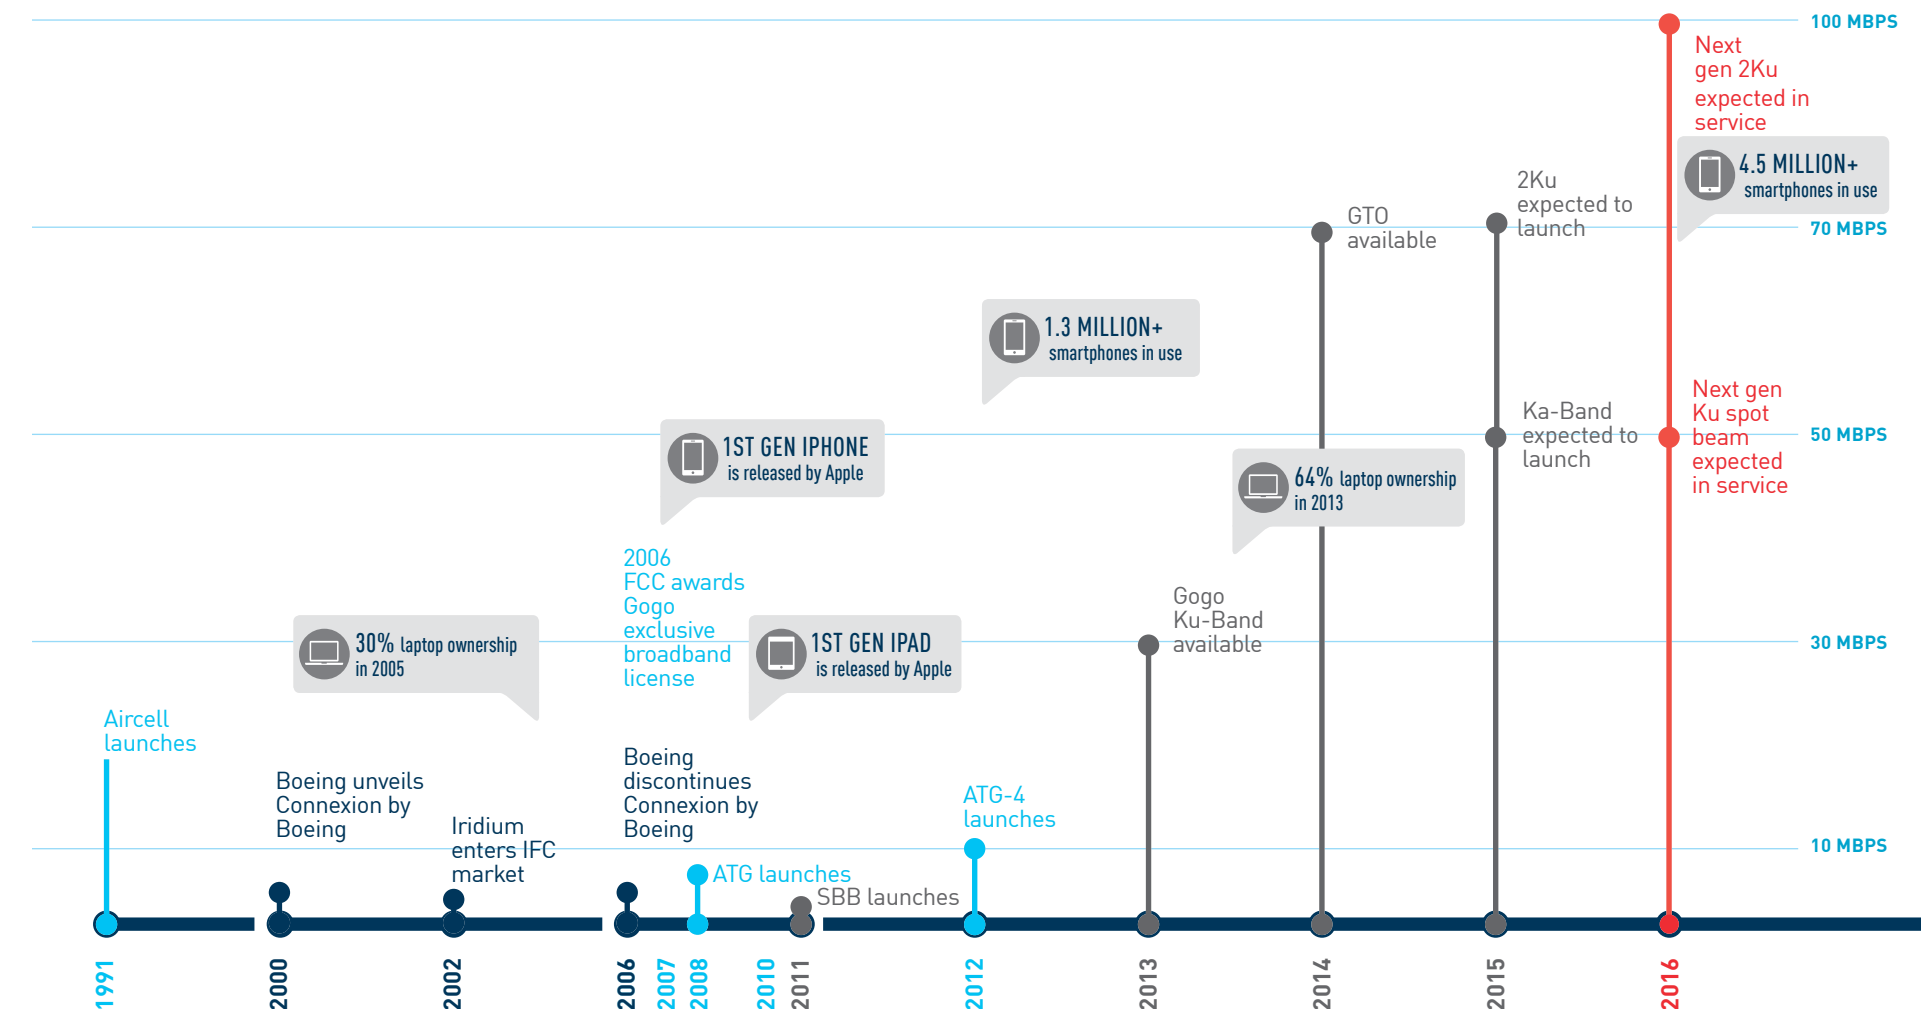 100 MBPS
Next
gen 2Ku
expected in
service
4.5 MILLION+
smartphones in use
2Ku
expected to
launch
GTO
available
70 MBPS
1.3 MILLION+
smartphones in use
Next gen
Ku spot
beam
expected
in service
Ka-Band
expected to
launch
50 MBPS
1ST GEN IPHONE
is released by Apple
64% laptop ownership
in 2013
2006
FCC awards
Gogo
exclusive
broadband
license
Gogo
Ku-Band
available
30 MBPS
30% laptop ownership
in 2005
1ST GEN IPAD
is released by Apple
Aircell
launches
Boeing unveils
Connexion by
Boeing
Iridium
enters IFC
market
Boeing
discontinues
Connexion by
Boeing
ATG-4
launches
10 MBPS
ATG launches
SBB launches
1991
2000
2002
2006
2007
2008
2010
2011
2012
2013
2014
2015
2016